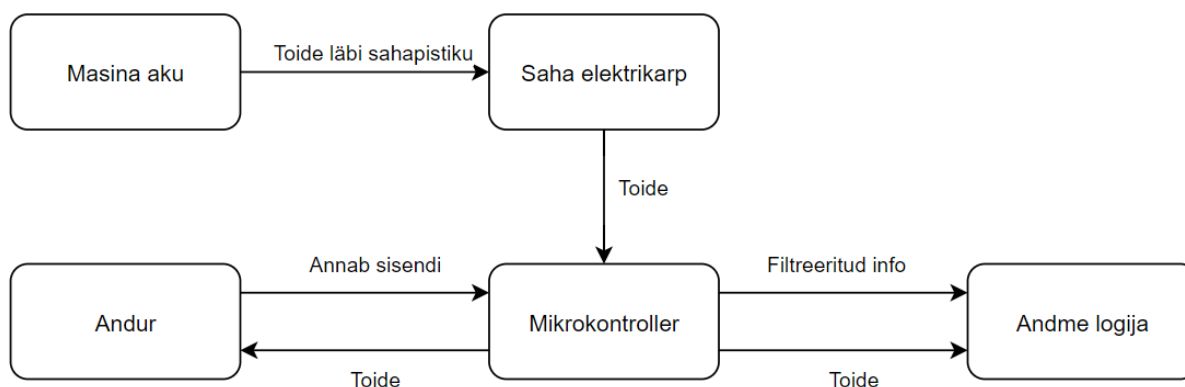 Masina aku
Toide läbi sahapistiku
Saha elektrikarp
Toide
Andur
Annab sisendi
Toide
Mikrokontroller
Filtreeritud info
Toide
Andme logija